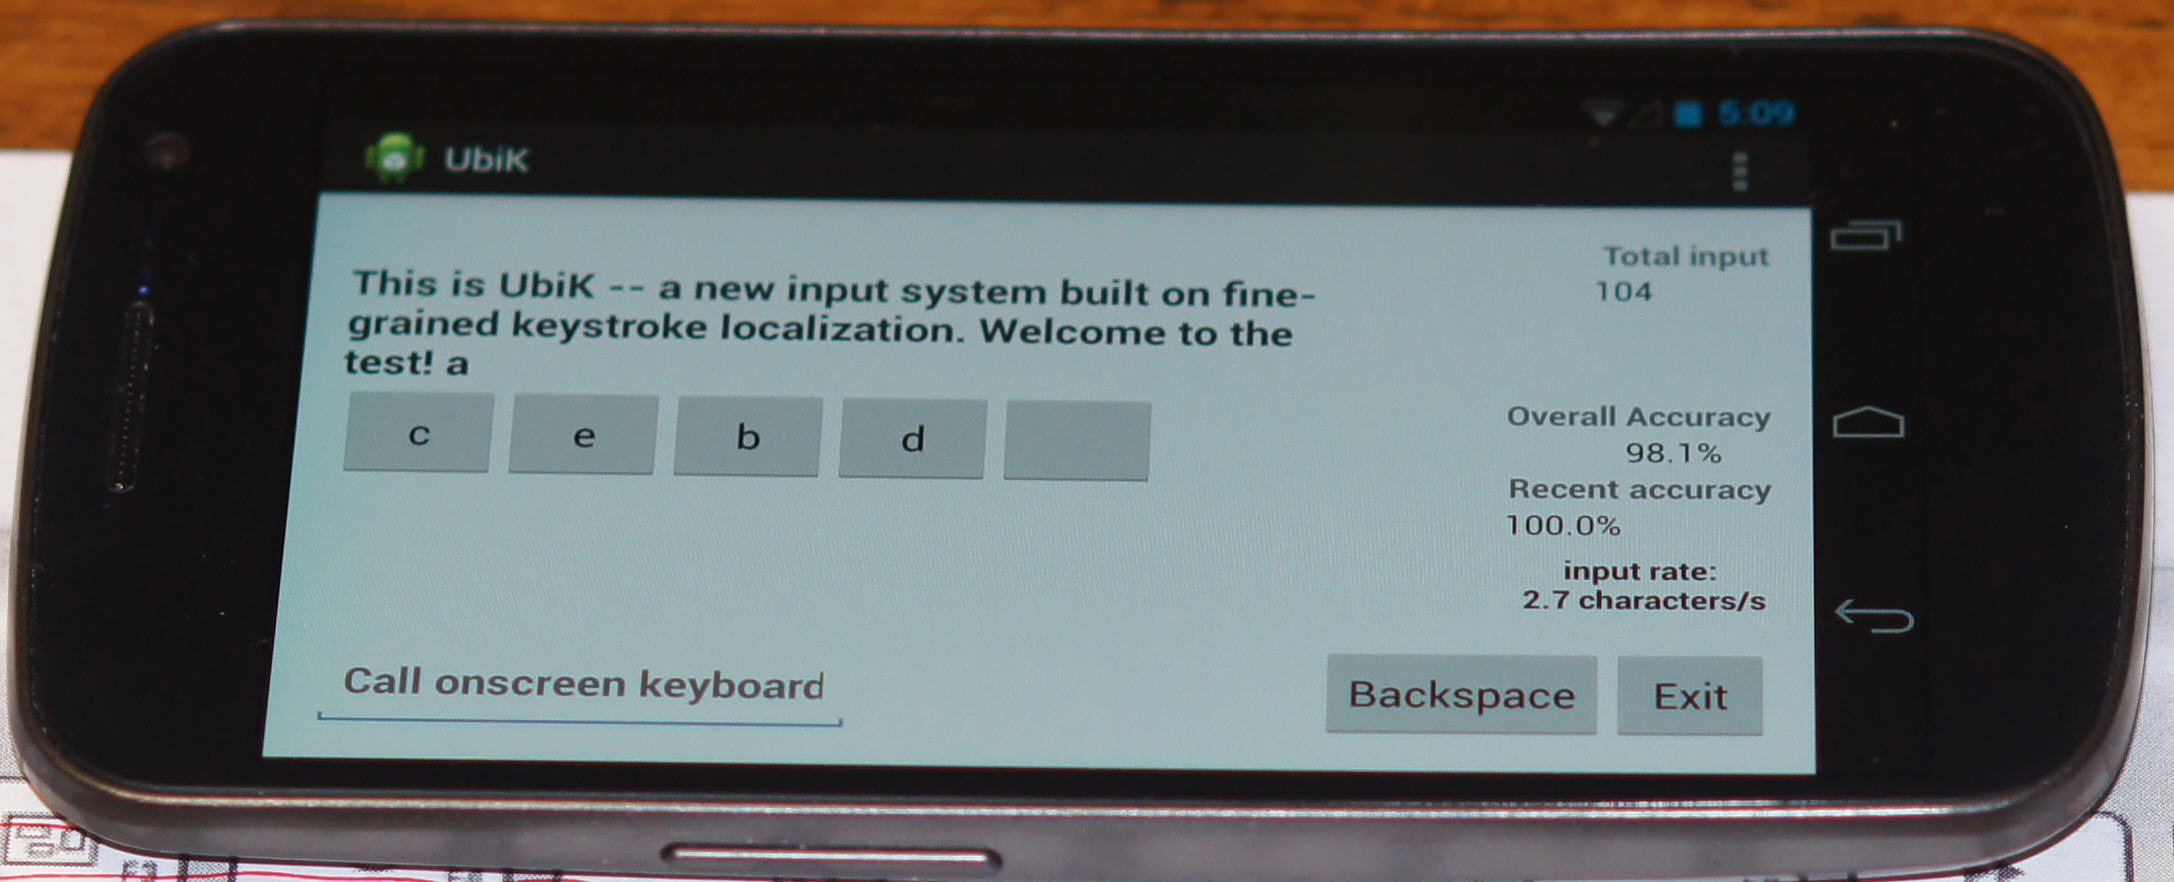 5:09
UbiK
This is UbiK -- a new input system built on fine-
grained keystroke localization. Welcome to the
test! a
c e b d
Total input
104
Overall Accuracy
98.1%
Recent accuracy
100.0%
input rate:
2.7 characters/s
Call onscreen keyboard
Backspace Exit
F3